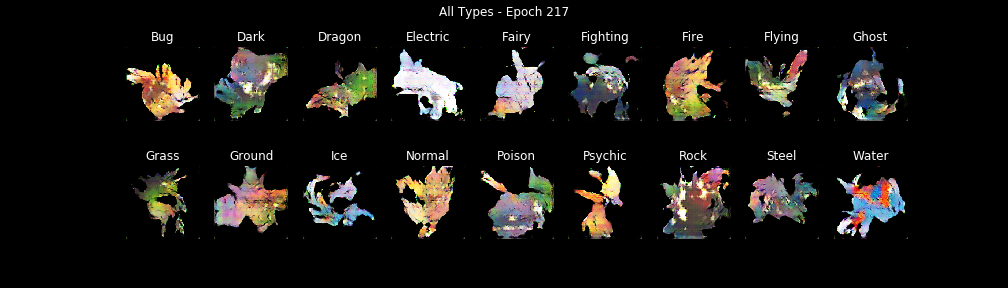 All Types - Epoch 217
Bug Dark Dragon Electric Fairy Fighting Fire Flying Ghost
Grass Ground Ice Normal Poison Psychic Rock Steel Water